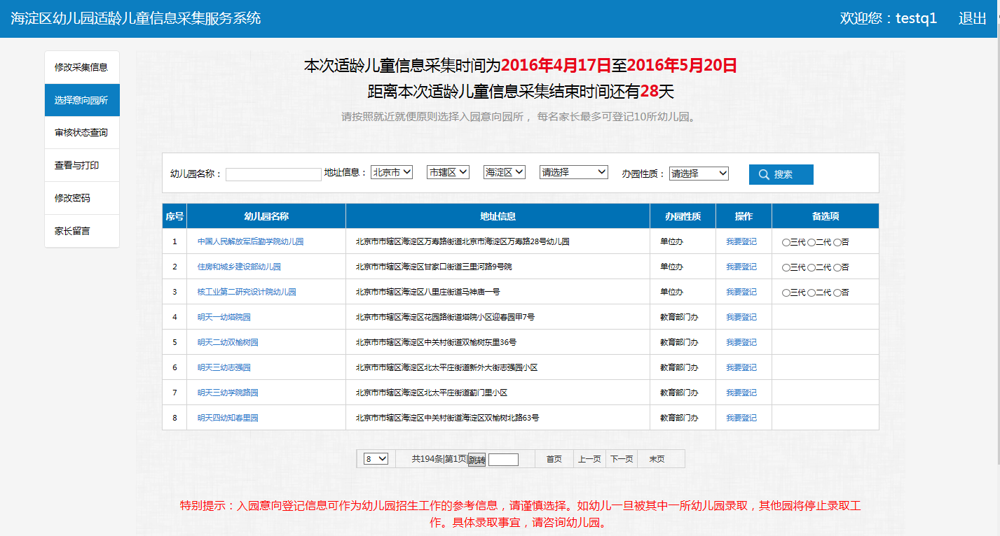 海淀区幼儿园适龄儿童信息采集服务系统 欢迎您：testq1 退出
修改采集信息
选择意向园所
审核状态查询
查看与打印
修改密码
家长留言
本次适龄儿童信息采集时间为2016年4月17日至2016年5月20日
距离本次适龄儿童信息采集结束时间还有28天
请按照就近就便原则选择入园意向园所， 每名家长最多可登记10所幼儿园。
幼儿园名称： 地址信息： 北京市 市辖区 海淀区 请选择 办园性质： 请选择 搜索
序号 幼儿园名称 地址信息 办园性质 操作 备选项
1 中国人民解放军后勤学院幼儿园 北京市市辖区海淀区万寿路街道北京市海淀区万寿路28号幼儿园 单位办 我要登记 三代 二代 否
2 住房和城乡建设部幼儿园 北京市市辖区海淀区甘家口街道三里河路9号院 单位办 我要登记 三代 二代 否
3 核工业第二研究设计院幼儿园 北京市市辖区海淀区八里庄街道马神庙一号 单位办 我要登记 三代 二代 否
4 明天一幼塔院园 北京市市辖区海淀区花园路街道塔院小区迎春园甲7号 教育部门办 我要登记
5 明天二幼双榆树园 北京市市辖区海淀区中关村街道双榆树东里36号 教育部门办 我要登记
6 明天三幼志强园 北京市市辖区海淀区北太平庄街道新外大街志强园小区 教育部门办 我要登记
7 明天三幼学院路园 北京市市辖区海淀区北太平庄街道蓟门里小区 教育部门办 我要登记
8 明天四幼知春里园 北京市市辖区海淀区中关村街道海淀区双榆树北路63号 教育部门办 我要登记
8 共194条|第1页| 跳转 首页 上一页 下一页 末页
特别提示：入园意向登记信息可作为幼儿园招生工作的参考信息，请谨慎选择。如幼儿一旦被其中一所幼儿园录取，其他园将停止录取工
作。具体录取事宜，请咨询幼儿园。